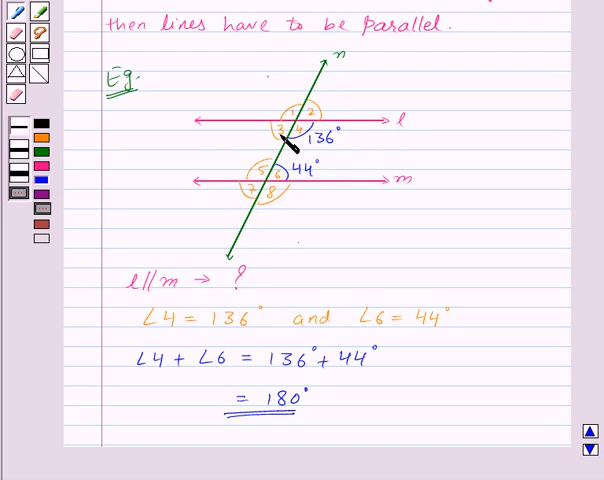 then lines have to be parallel.
Eg.
n
1 2
l
3 4
136°
5 6
44°
m
7 8
l // m → ?
∠4 = 136° and ∠6 = 44°
∠4 + ∠6 = 136° + 44°
= 180°